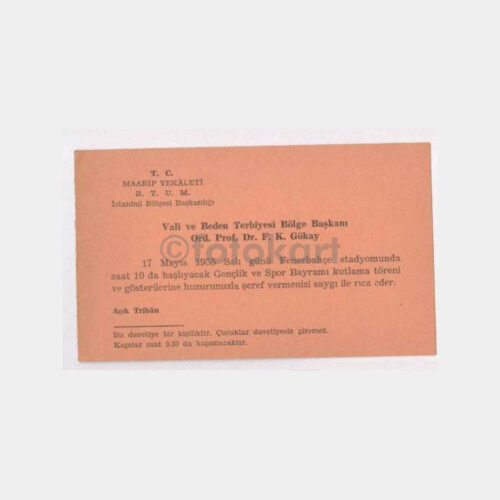 T. C.
MAARİF VEKÂLETİ
B. T. U. M.
İstanbul Bölgesi Başkanlığı
Vali ve Beden Terbiyesi Bölge Başkanı
Ord. Prof. Dr. F. K. Gökay
©fotokart
17 Mayıs 1955 Salı günü Fenerbahçe stadyomunda
saat 10 da başlıyacak Gençlik ve Spor Bayramı kutlama töreni
ve gösterilerine huzurunuzla şeref vermenizi saygı ile rica eder.
Açık Tribün
Bu davetiye bir kişiliktir. Çocuklar davetiyesiz giremez.
Kapılar saat 9.30 da kapanacaktır.